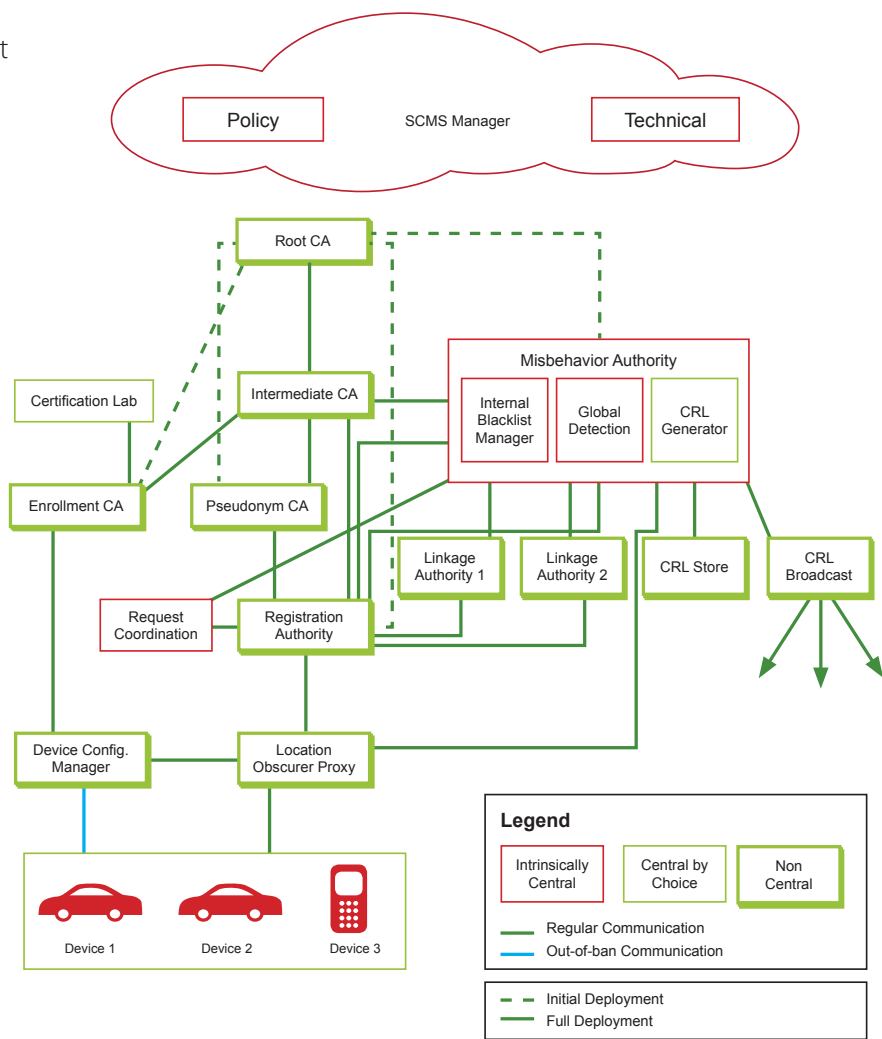 t
Policy
SCMS Manager
Technical
Root CA
Misbehavior Authority
Certification Lab
Intermediate CA
Internal
Blacklist
Manager
Global
Detection
CRL
Generator
Enrollment CA
Pseudonym CA
Linkage
Authority 1
Linkage
Authority 2
CRL Store
CRL
Broadcast
Request
Coordination
Registration
Authority
Device Config.
Manager
Location
Obscurer Proxy
Device 1
Device 2
Device 3
Legend
Intrinsically
Central
Central by
Choice
Non
Central
Regular Communication
Out-of-ban Communication
Initial Deployment
Full Deployment